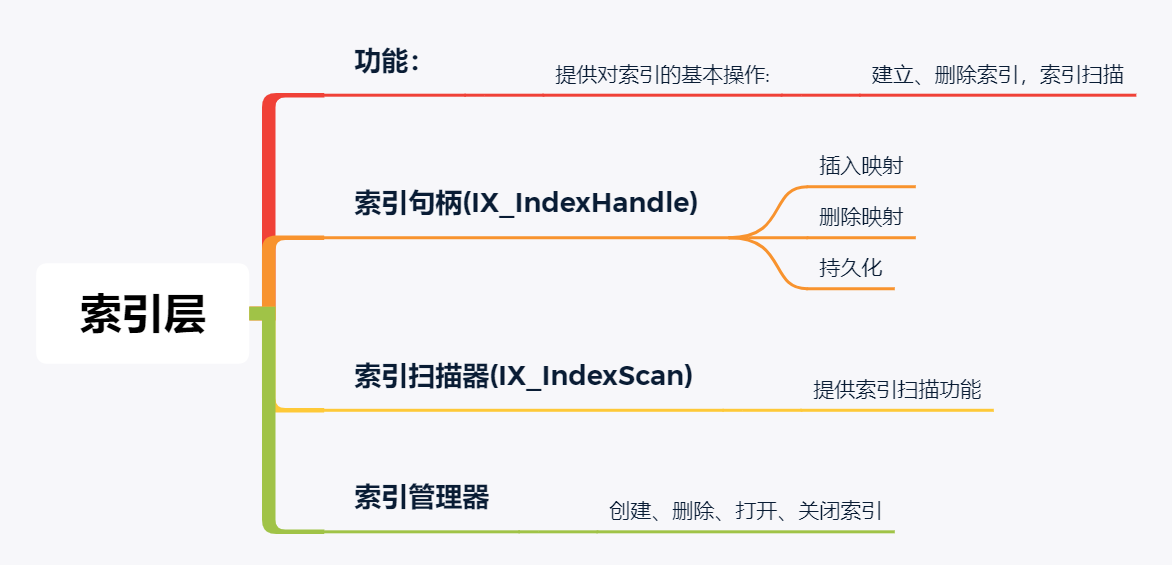 功能：
提供对索引的基本操作:
建立、删除索引，索引扫描
索引句柄(IX_IndexHandle)
插入映射
删除映射
持久化
索引层
索引扫描器(IX_IndexScan)
提供索引扫描功能
索引管理器
创建、删除、打开、关闭索引